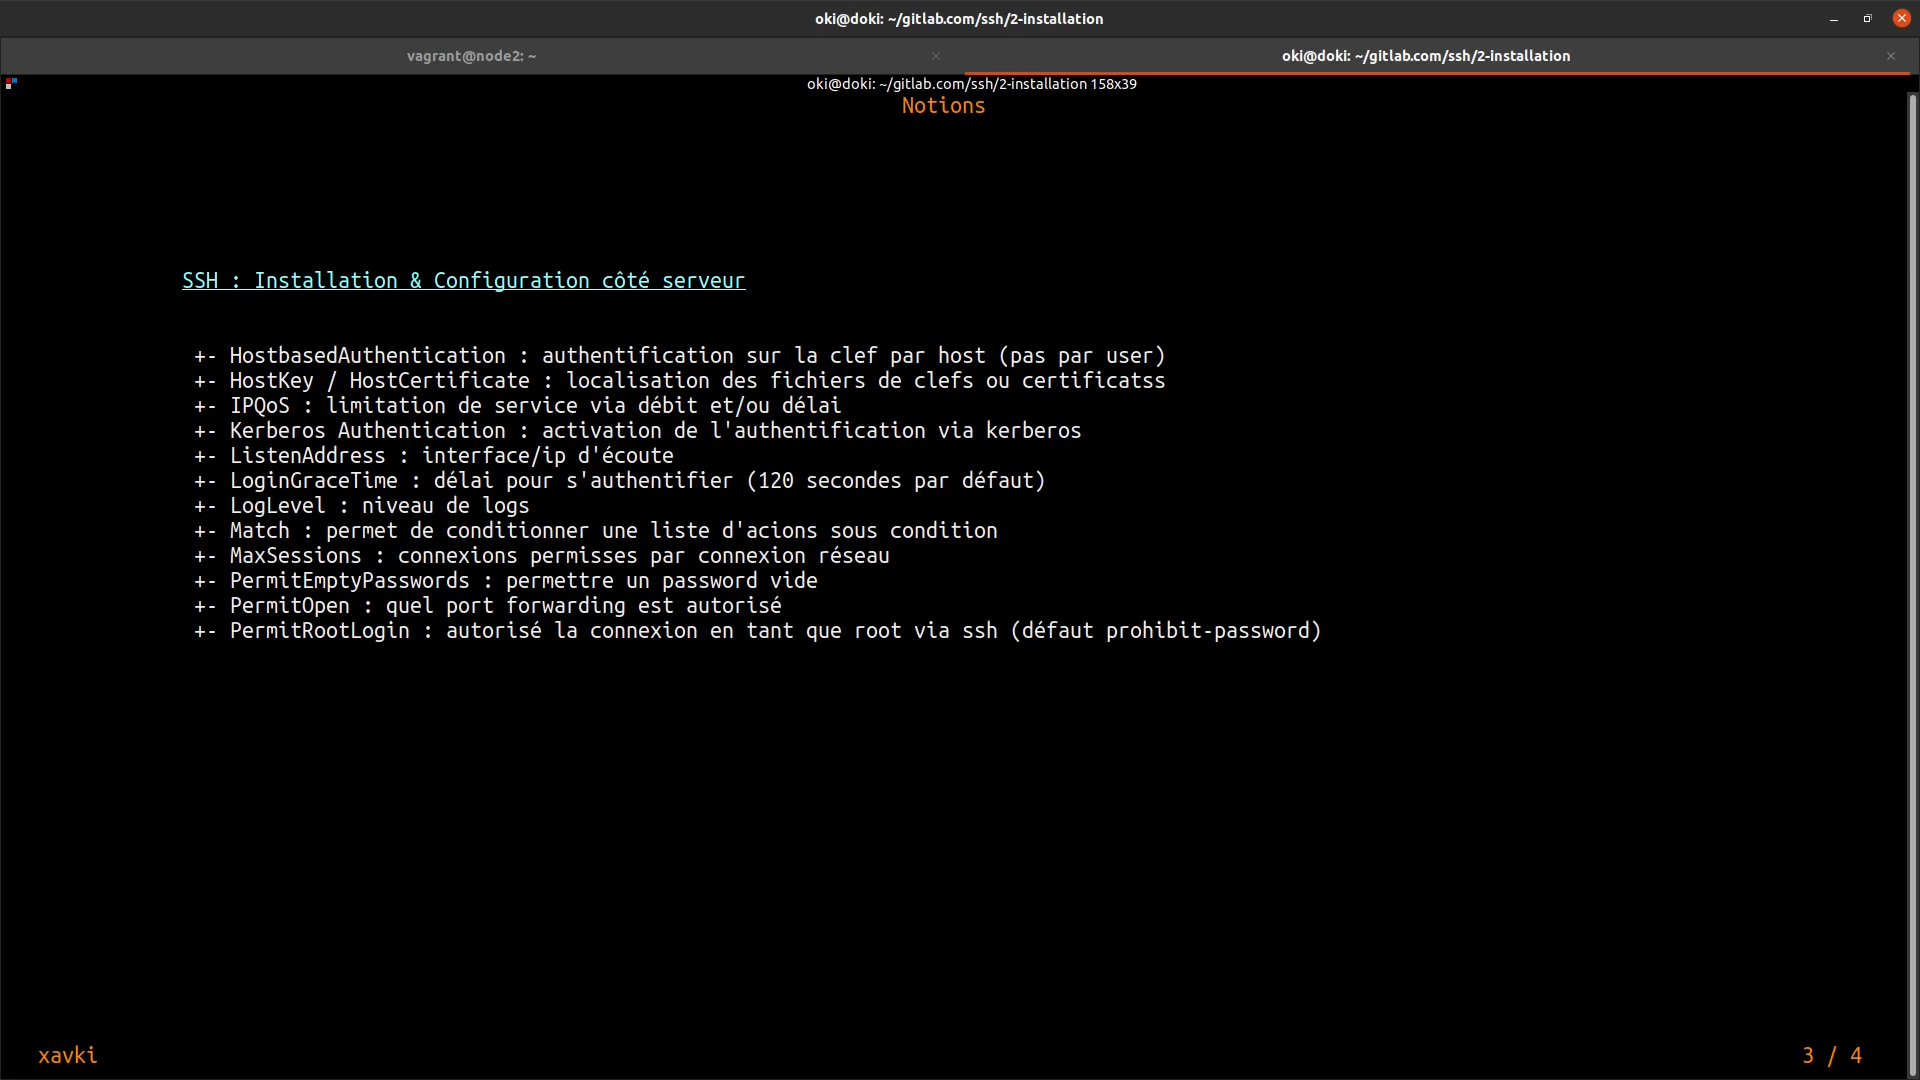 oki@doki: ~/gitlab.com/ssh/2-installation
vagrant@node2: ~
oki@doki: ~/gitlab.com/ssh/2-installation
oki@doki: ~/gitlab.com/ssh/2-installation 158x39
Notions
SSH : Installation & Configuration côté serveur
+- HostbasedAuthentication : authentification sur la clef par host (pas par user)
+- HostKey / HostCertificate : localisation des fichiers de clefs ou certificatss
+- IPQoS : limitation de service via débit et/ou délai
+- Kerberos Authentication : activation de l'authentification via kerberos
+- ListenAddress : interface/ip d'écoute
+- LoginGraceTime : délai pour s'authentifier (120 secondes par défaut)
+- LogLevel : niveau de logs
+- Match : permet de conditionner une liste d'acions sous condition
+- MaxSessions : connexions permisses par connexion réseau
+- PermitEmptyPasswords : permettre un password vide
+- PermitOpen : quel port forwarding est autorisé
+- PermitRootLogin : autorisé la connexion en tant que root via ssh (défaut prohibit-password)
xavki
3 / 4